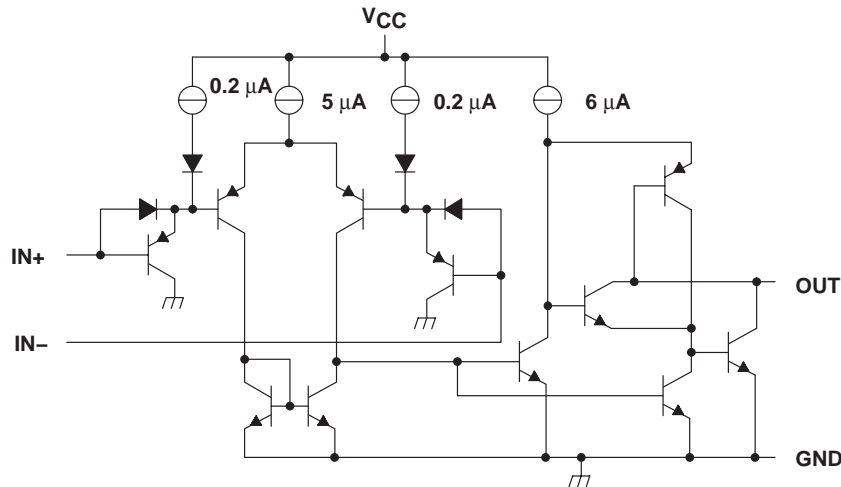 VCC
0.2 μA
5 μA
0.2 μA
6 μA
IN+
OUT
IN−
GND